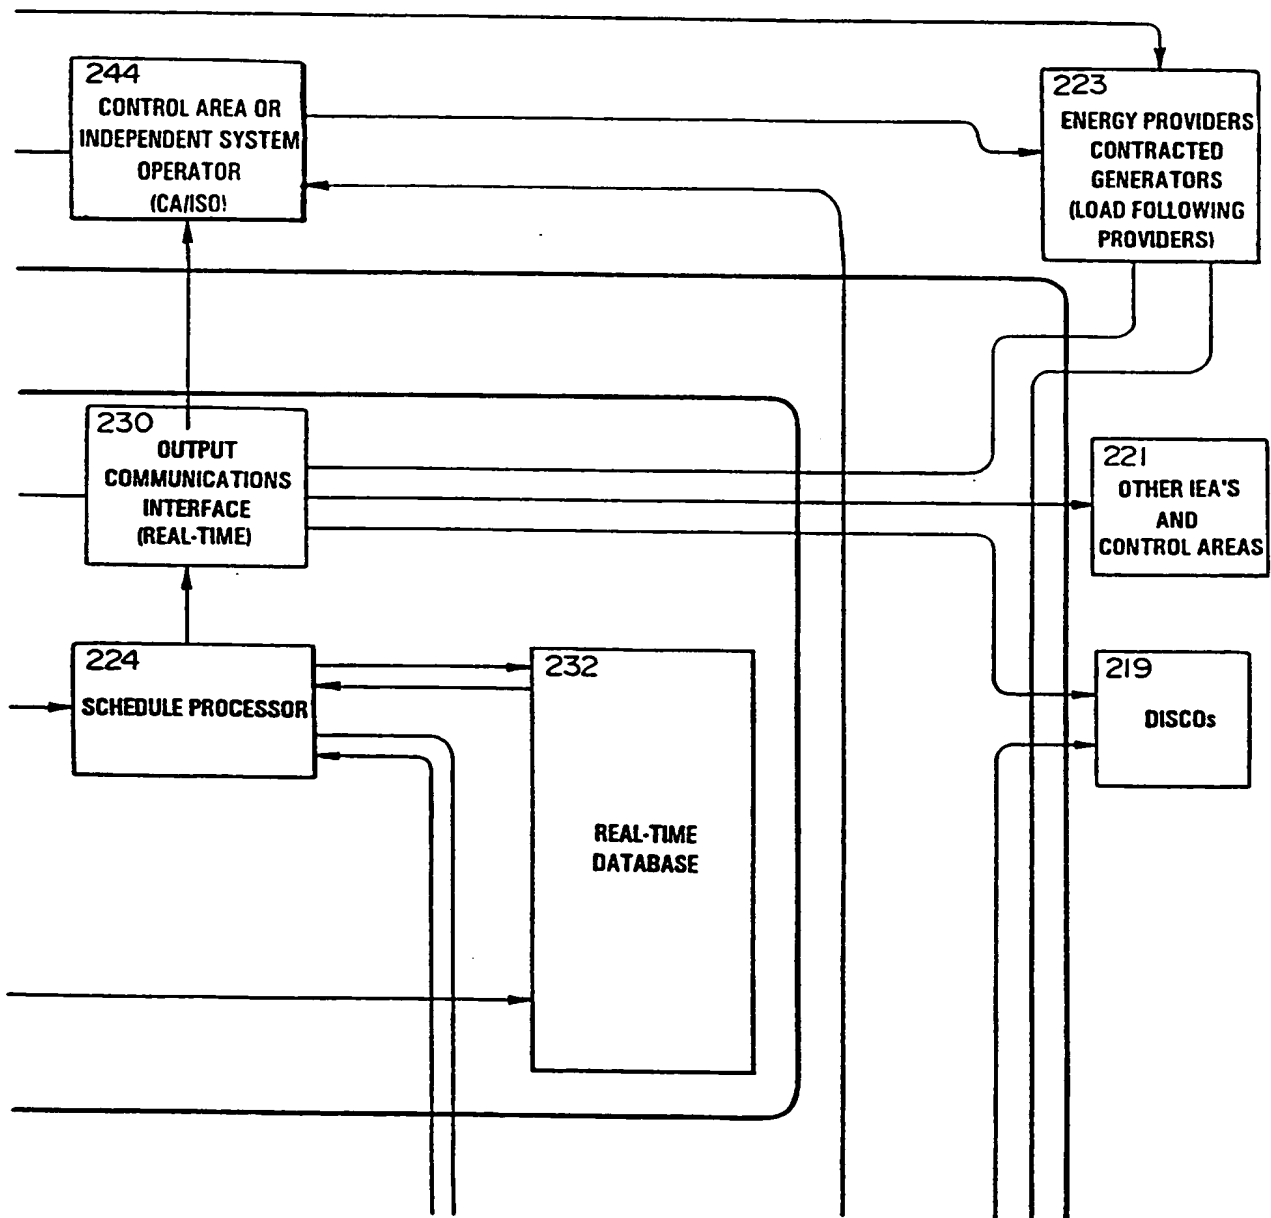 244
CONTROL AREA OR
INDEPENDENT SYSTEM
OPERATOR
(CA/ISO)
223
ENERGY PROVIDERS
CONTRACTED
GENERATORS
(LOAD FOLLOWING
PROVIDERS)
230
OUTPUT
COMMUNICATIONS
INTERFACE
(REAL-TIME)
221
OTHER IEA'S
AND
CONTROL AREAS
224
SCHEDULE PROCESSOR
232
REAL-TIME
DATABASE
219
DISCOs